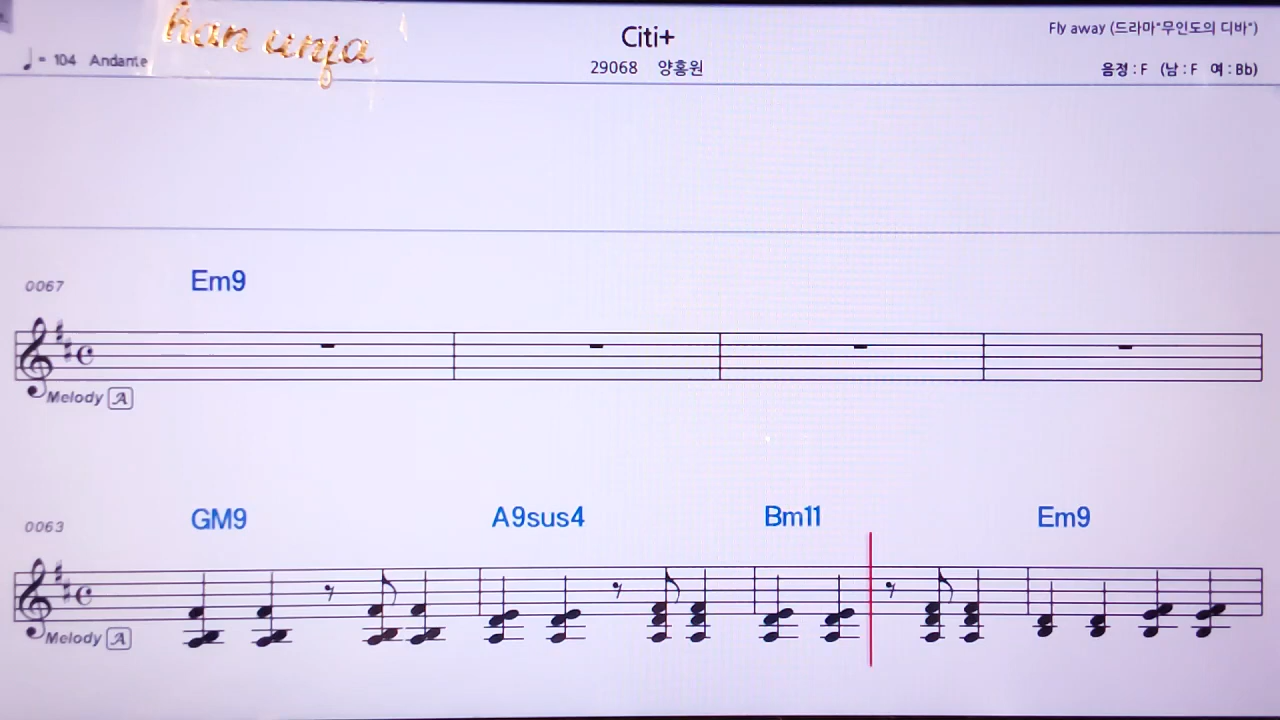 ♩= 104 Andante
han unja
Citi+
29068 양홍원
Fly away (드라마"무인도의 디바")
음정 : F (남 : F 여 : Bb)
0067
Em9
Melody A
0063
GM9 A9sus4 Bm11 Em9
Melody A